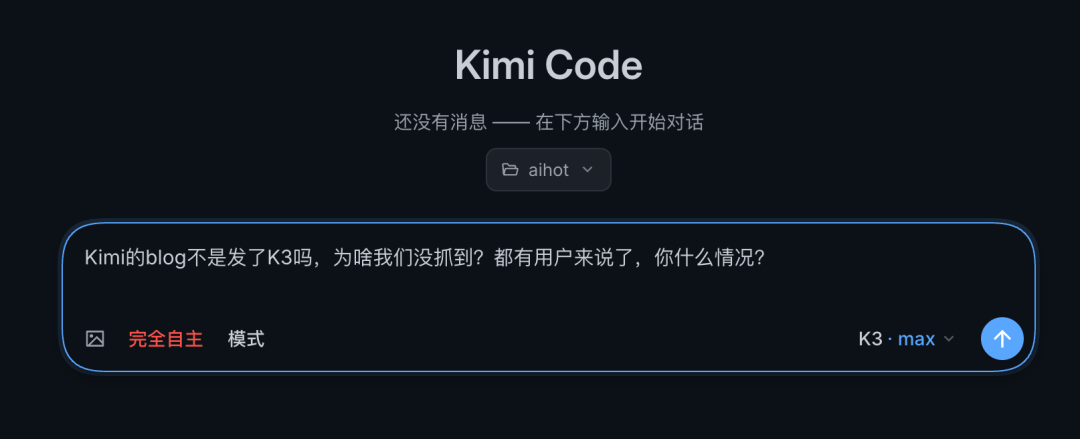 Kimi Code
还没有消息 —— 在下方输入开始对话
aihot
Kimi的blog不是发了K3吗，为啥我们没抓到？都有用户来说了，你什么情况？
完全自主 模式 K3 · max